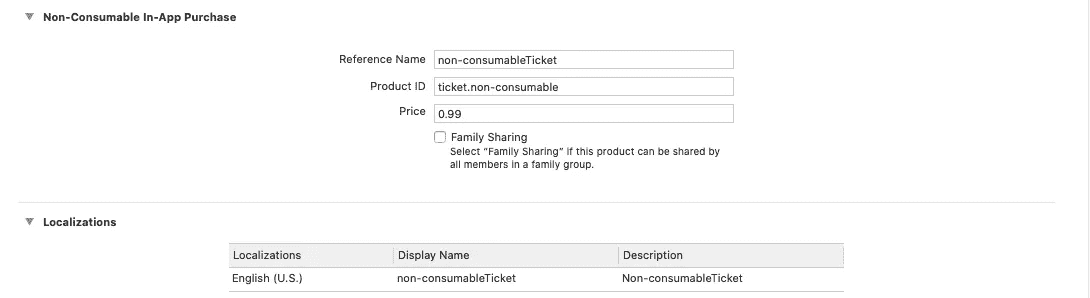 Non-Consumable In-App Purchase
Reference Name non-consumableTicket
Product ID ticket.non-consumable
Price 0.99
Family Sharing
Select “Family Sharing” if this product can be shared by
all members in a family group.
Localizations
Localizations Display Name Description
English (U.S.) non-consumableTicket Non-consumableTicket